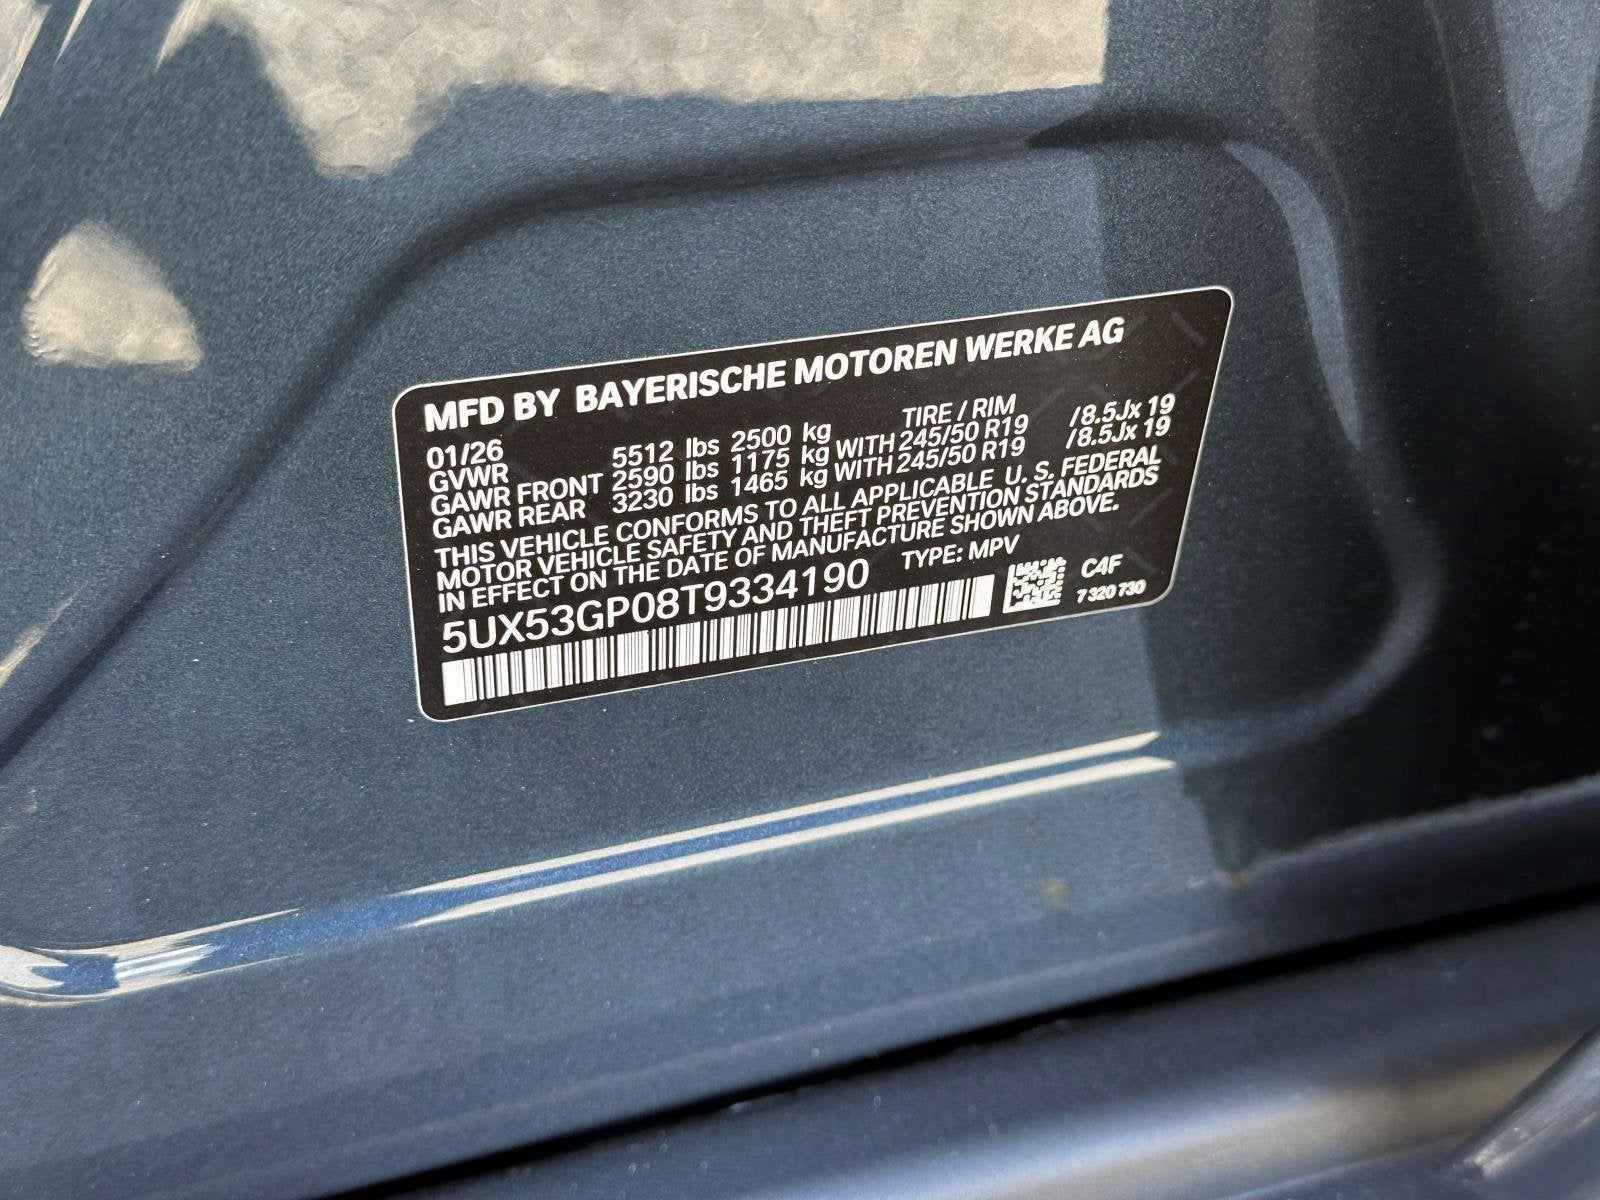 MFD BY BAYERISCHE MOTOREN WERKE AG
01/26 TIRE / RIM
GVWR 5512 lbs 2500 kg
GAWR FRONT 2590 lbs 1175 kg WITH 245/50 R19 /8.5Jx 19
GAWR REAR 3230 lbs 1465 kg WITH 245/50 R19 /8.5Jx 19
THIS VEHICLE CONFORMS TO ALL APPLICABLE U. S. FEDERAL
MOTOR VEHICLE SAFETY AND THEFT PREVENTION STANDARDS
IN EFFECT ON THE DATE OF MANUFACTURE SHOWN ABOVE.
5UX53GP08T9334190 TYPE: MPV
C4F
7 320 730